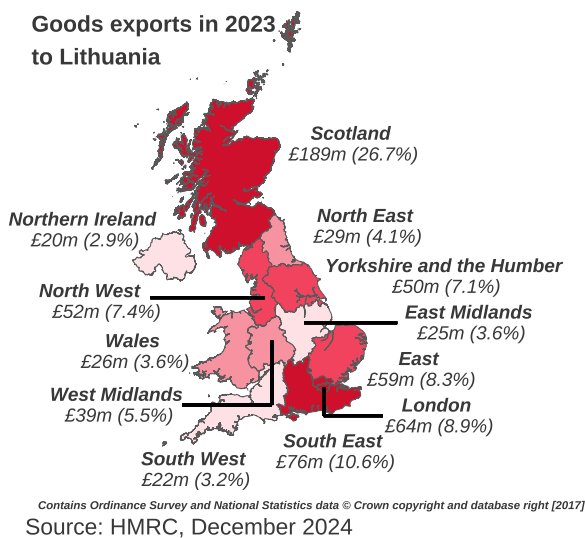 Goods exports in 2023
to Lithuania
Scotland
£189m (26.7%)
Northern Ireland
£20m (2.9%)
North East
£29m (4.1%)
Yorkshire and the Humber
£50m (7.1%)
North West
£52m (7.4%)
East Midlands
£25m (3.6%)
Wales
£26m (3.6%)
East
£59m (8.3%)
West Midlands
£39m (5.5%)
London
£64m (8.9%)
South East
£76m (10.6%)
South West
£22m (3.2%)
Contains Ordinance Survey and National Statistics data © Crown copyright and database right [2017]
Source: HMRC, December 2024